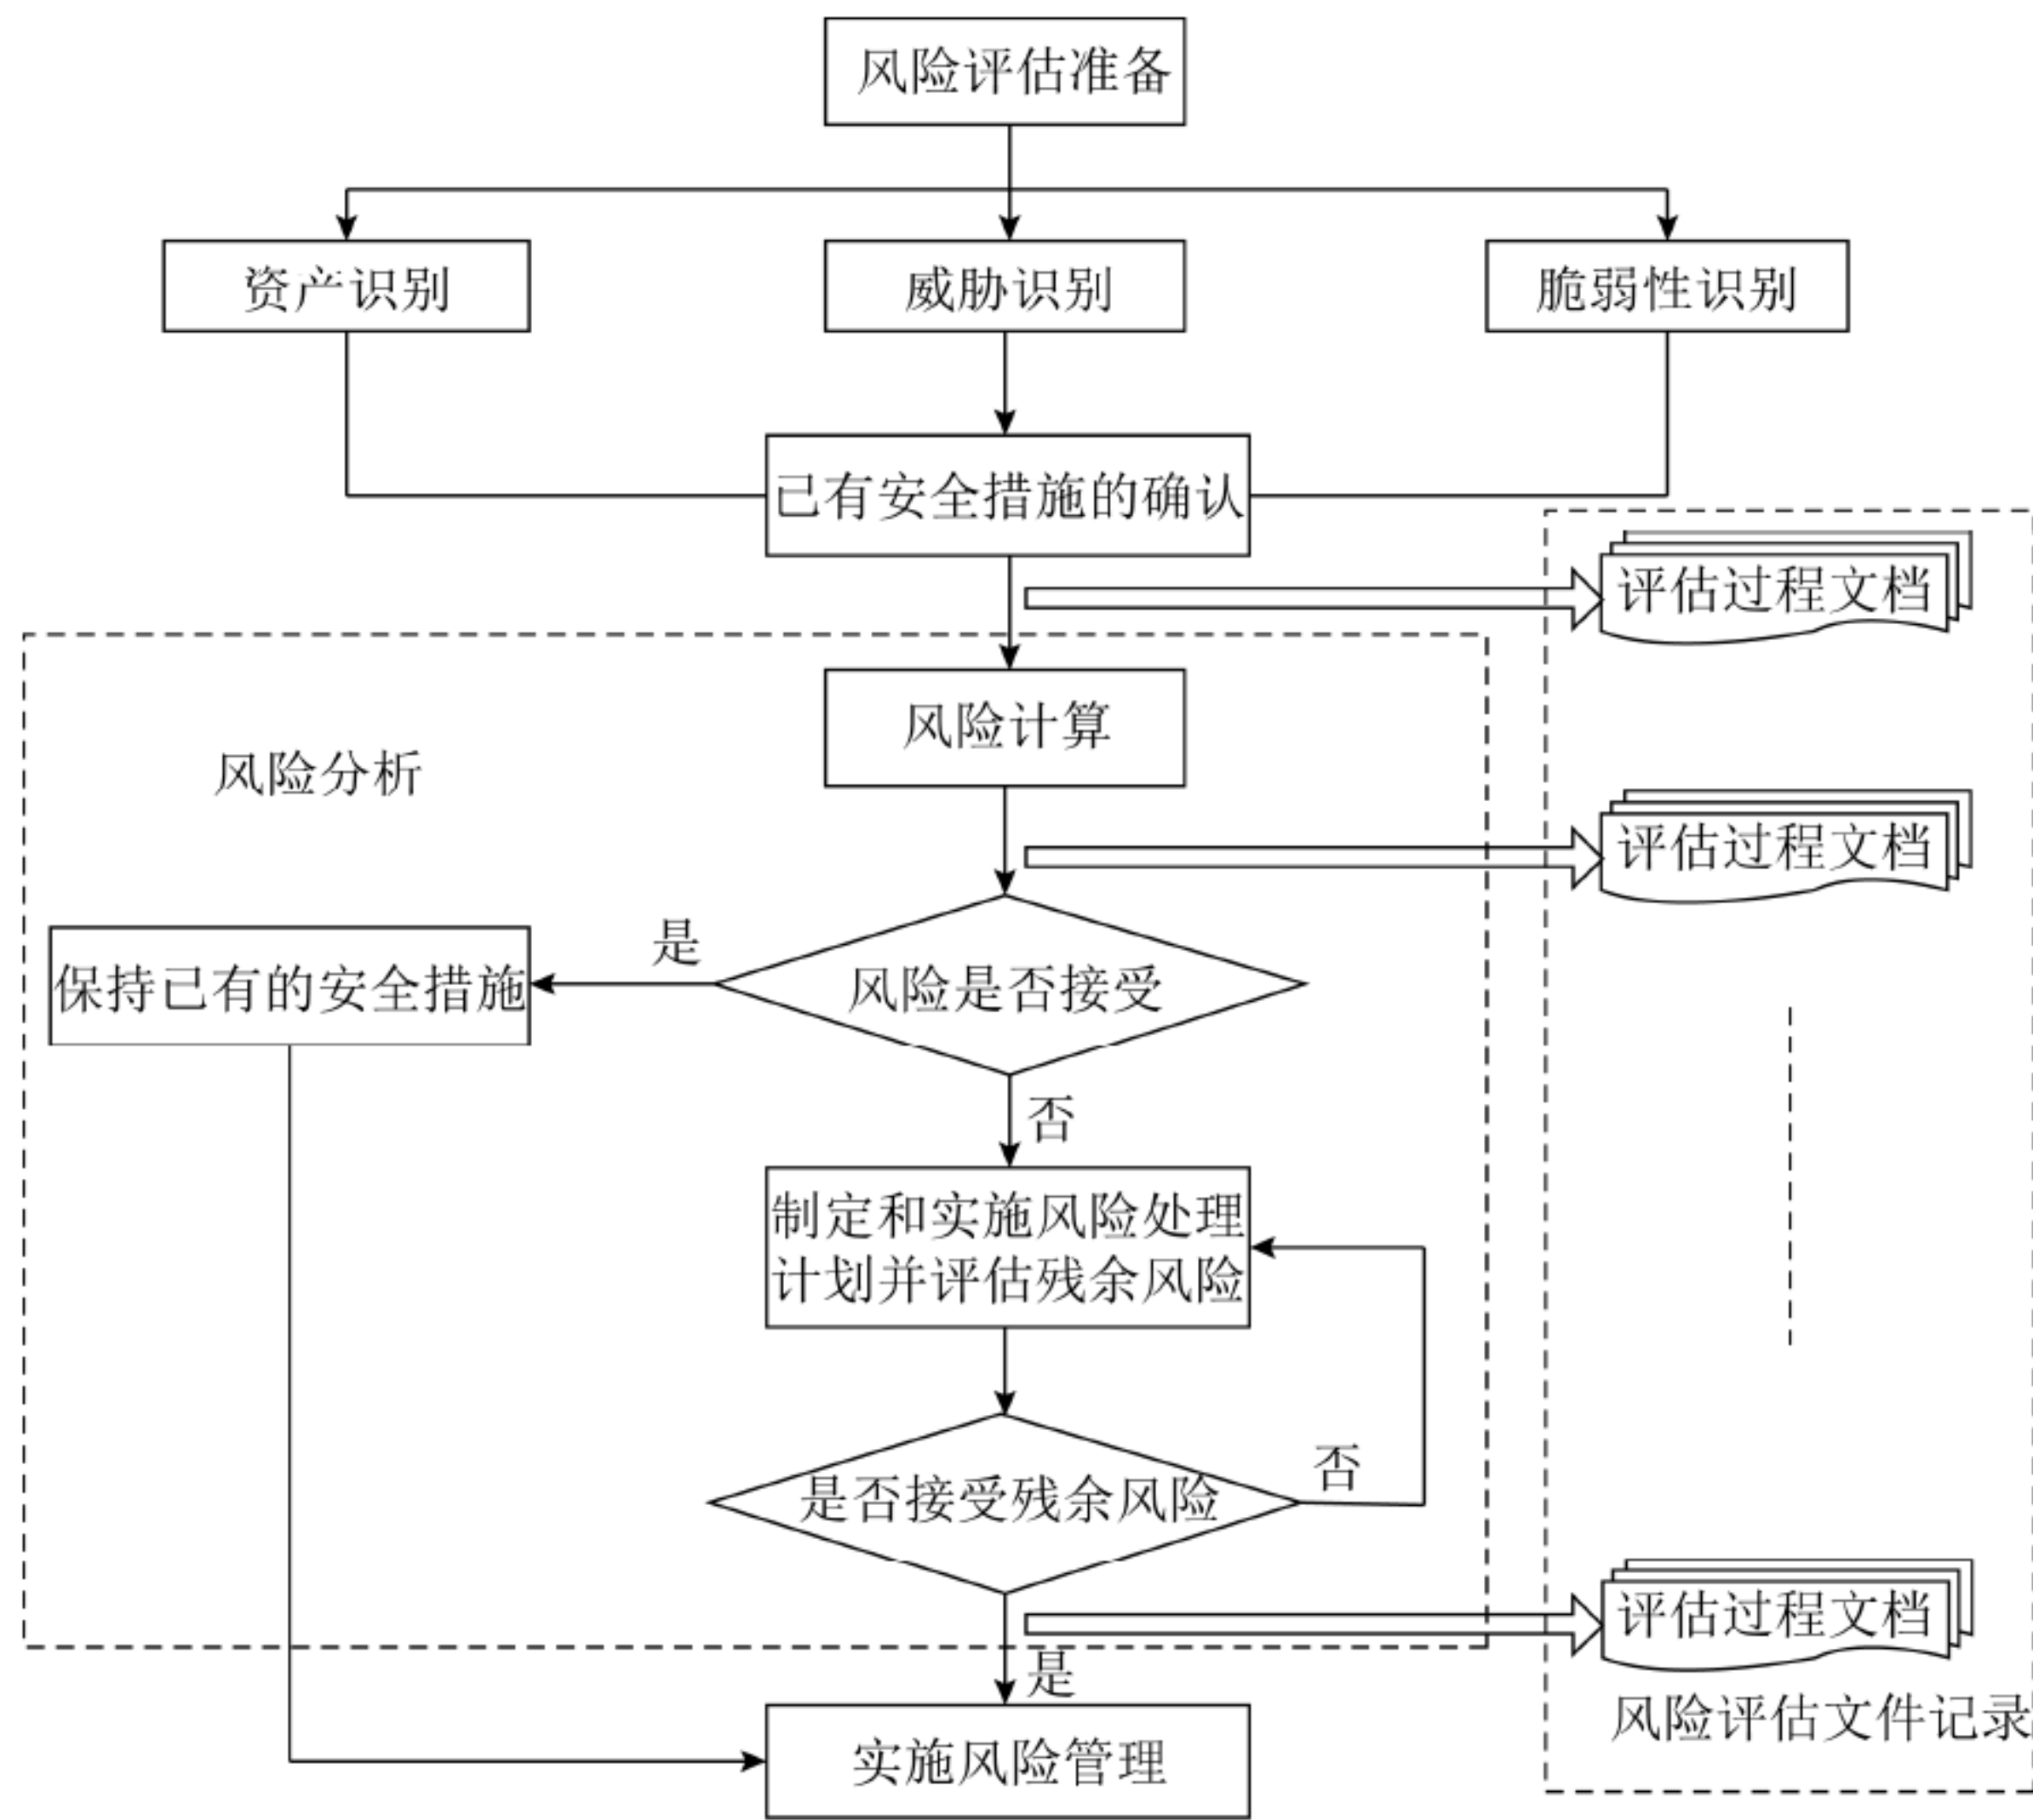 风险评估准备
资产识别
威胁识别
脆弱性识别
已有安全措施的确认
评估过程文档
风险计算
风险分析
评估过程文档
是
保持已有的安全措施
风险是否接受
否
制定和实施风险处理
计划并评估残余风险
是否接受残余风险
否
评估过程文档
是
风险评估文件记录
实施风险管理